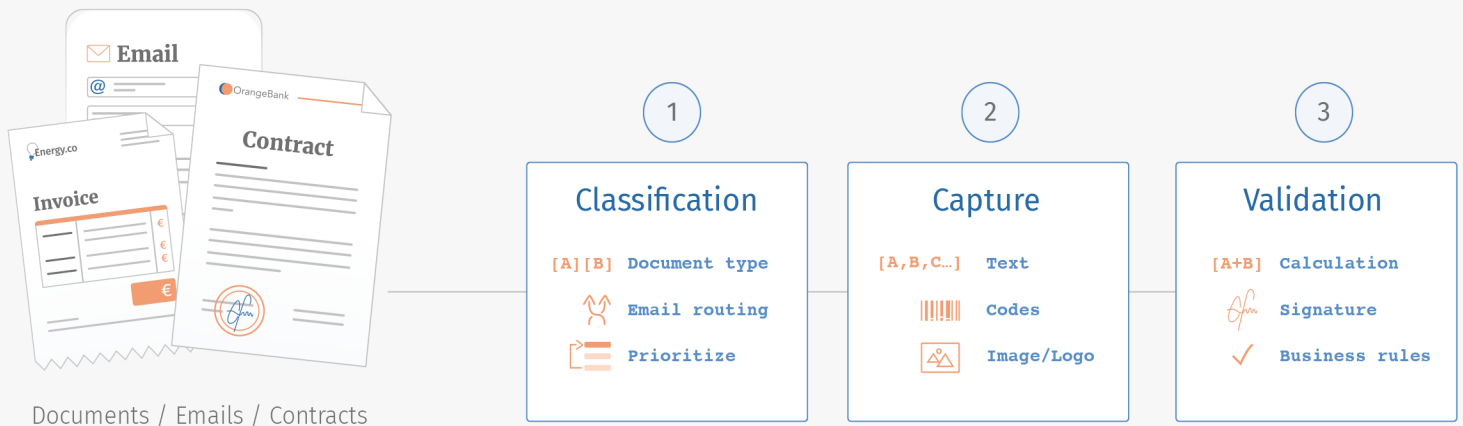 Email
@
OrangeBank
Contract
Energy.co
Invoice
€
€
€
€
Documents / Emails / Contracts
1
Classification
[A][B] Document type
Email routing
Prioritize
2
Capture
[A,B,C…] Text
Codes
Image/Logo
3
Validation
[A+B] Calculation
Signature
Business rules